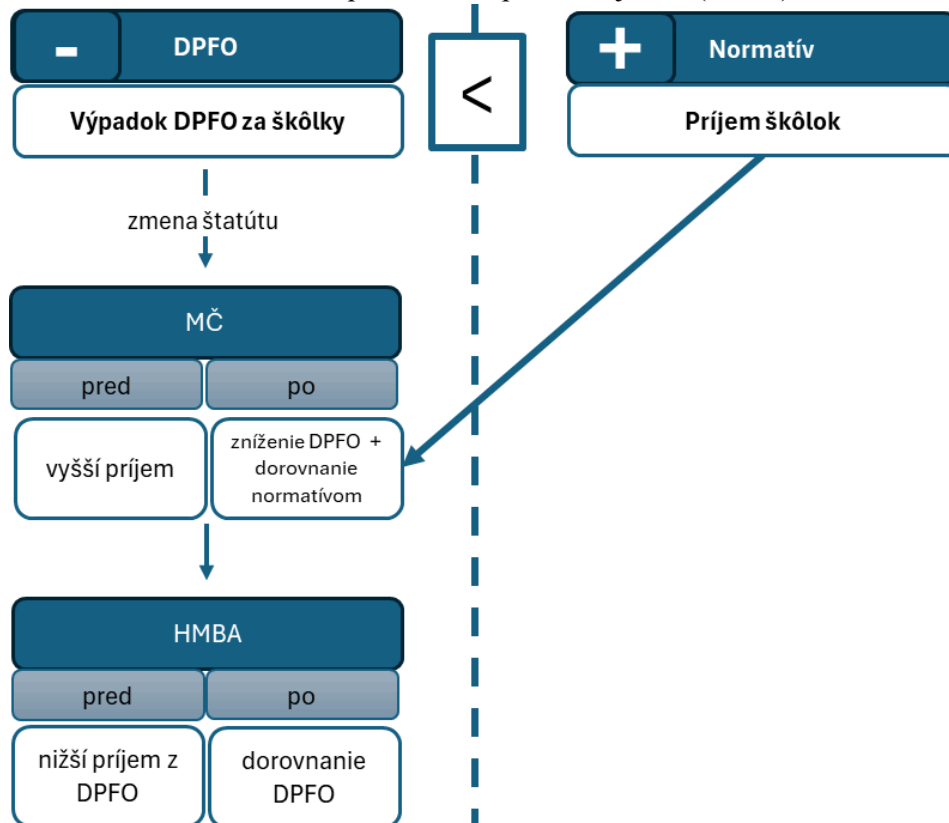 - DPFO
Výpadok DPFO za škôlky
<
+ Normatív
Príjem škôlok
zmena štatútu
MČ
pred po
vyšší príjem
zníženie DPFO +
dorovnanie
normatívom
HMBA
pred po
nižší príjem z
DPFO
dorovnanie
DPFO